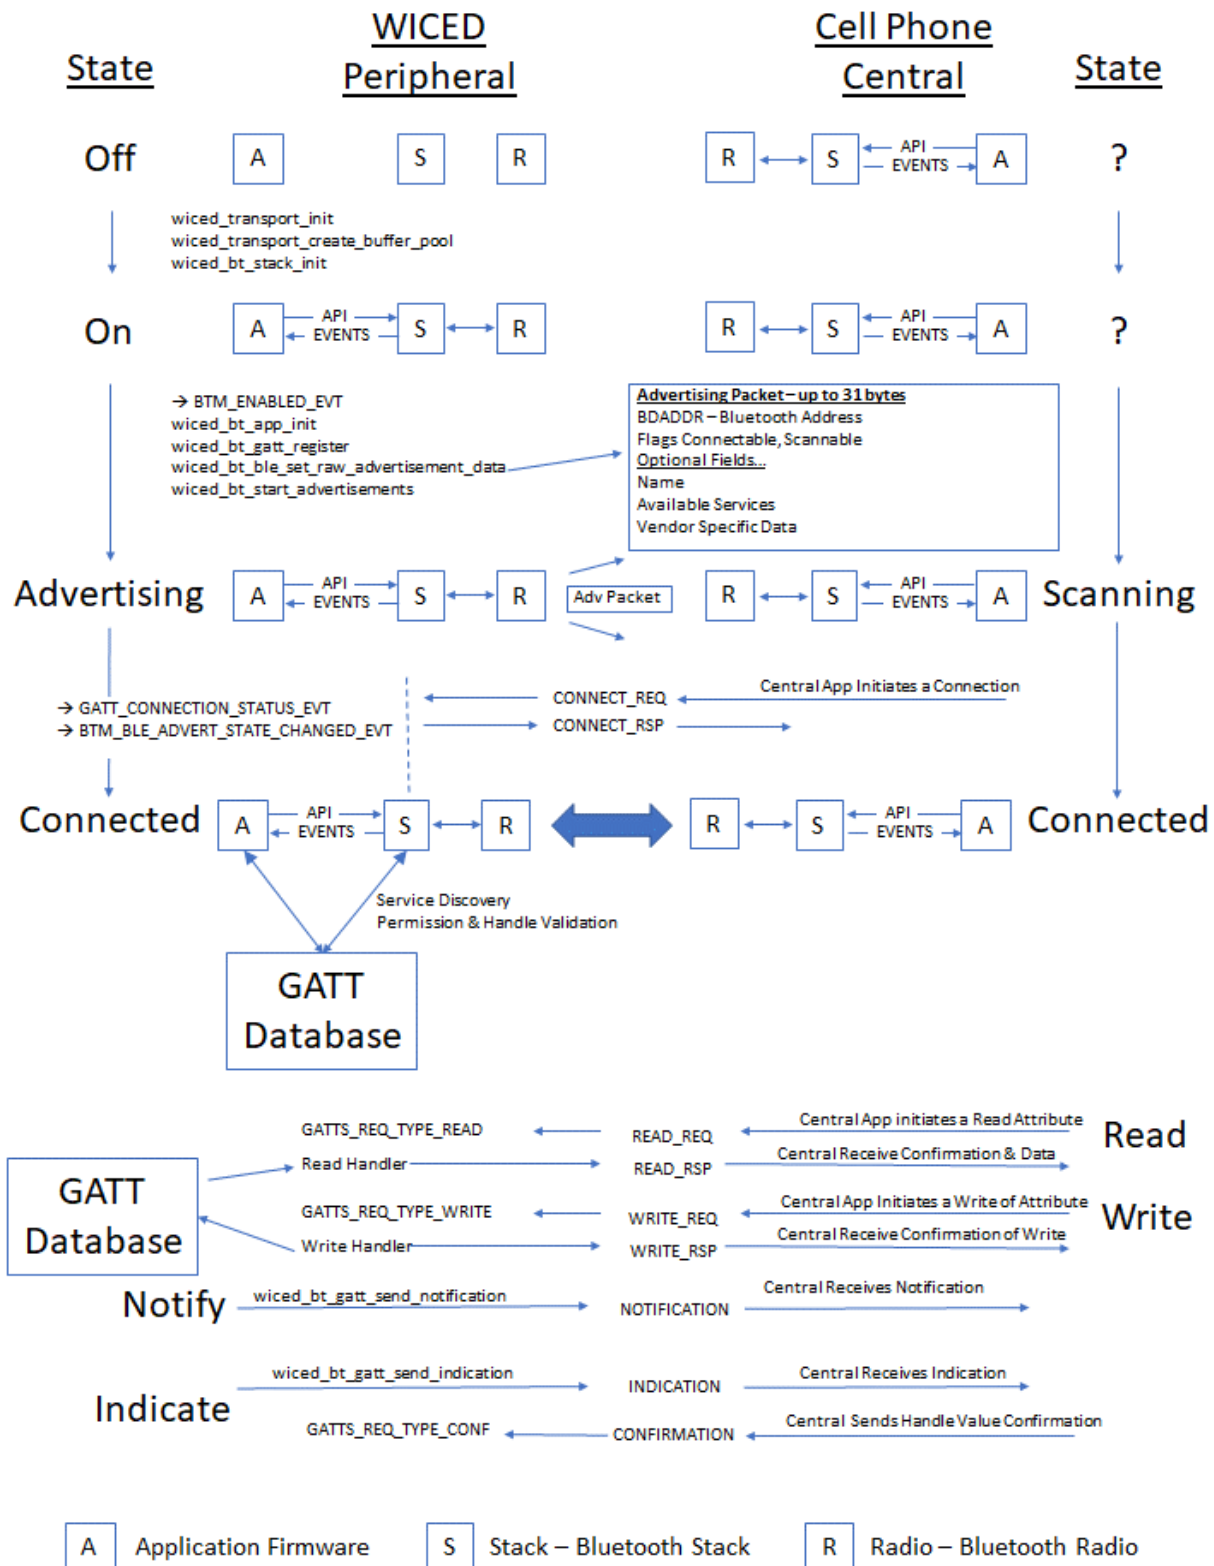 WICED
Peripheral
Cell Phone
Central
State
State
Off
A
S
R
R
S
API
EVENTS
A
?
wiced_transport_init
wiced_transport_create_buffer_pool
wiced_bt_stack_init
On
A
API
EVENTS
S
R
R
S
API
EVENTS
A
?
→ BTM_ENABLED_EVT
wiced_bt_app_init
wiced_bt_gatt_register
wiced_bt_ble_set_raw_advertisement_data
wiced_bt_start_advertisements
Advertising Packet – up to 31 bytes
BDADDR – Bluetooth Address
Flags Connectable, Scannable
Optional Fields...
Name
Available Services
Vendor Specific Data
Advertising
A
API
EVENTS
S
R
Adv Packet
R
S
API
EVENTS
A
Scanning
→ GATT_CONNECTION_STATUS_EVT
→ BTM_BLE_ADVERT_STATE_CHANGED_EVT
CONNECT_REQ
Central App Initiates a Connection
CONNECT_RSP
Connected
A
API
EVENTS
S
R
R
S
API
EVENTS
A
Connected
Service Discovery
Permission & Handle Validation
GATT
Database
GATTS_REQ_TYPE_READ
READ_REQ
Central App initiates a Read Attribute
Read
Read Handler
READ_RSP
Central Receive Confirmation & Data
GATT
Database
GATTS_REQ_TYPE_WRITE
WRITE_REQ
Central App Initiates a Write of Attribute
Write
Write Handler
WRITE_RSP
Central Receive Confirmation of Write
Notify
wiced_bt_gatt_send_notification
NOTIFICATION
Central Receives Notification
Indicate
wiced_bt_gatt_send_indication
INDICATION
Central Receives Indication
GATTS_REQ_TYPE_CONF
CONFIRMATION
Central Sends Handle Value Confirmation
A
Application Firmware
S
Stack – Bluetooth Stack
R
Radio – Bluetooth Radio